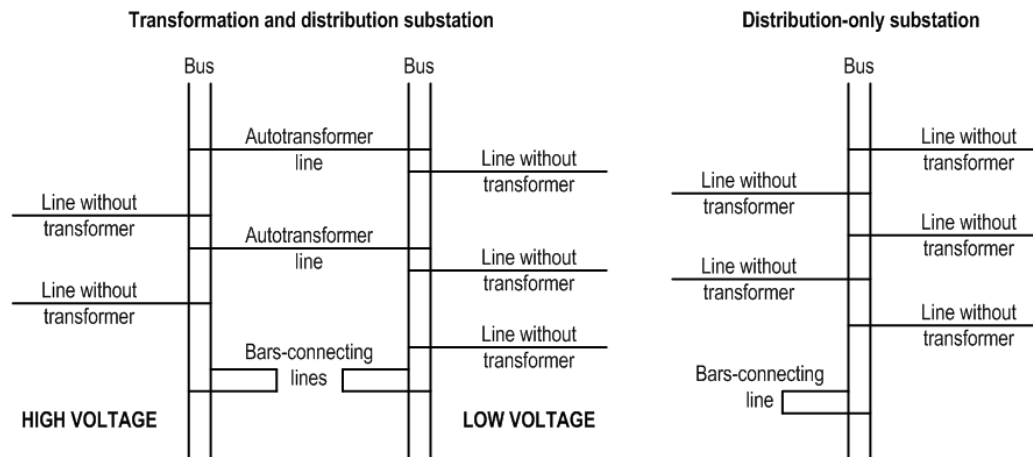 Transformation and distribution substation
Bus
Bus
Autotransformer
line
Line without
transformer
Line without
transformer
Autotransformer
line
Line without
transformer
Line without
transformer
Line without
transformer
Bars-connecting
lines
HIGH VOLTAGE
LOW VOLTAGE
Distribution-only substation
Bus
Line without
transformer
Line without
transformer
Line without
transformer
Line without
transformer
Line without
transformer
Bars-connecting
line